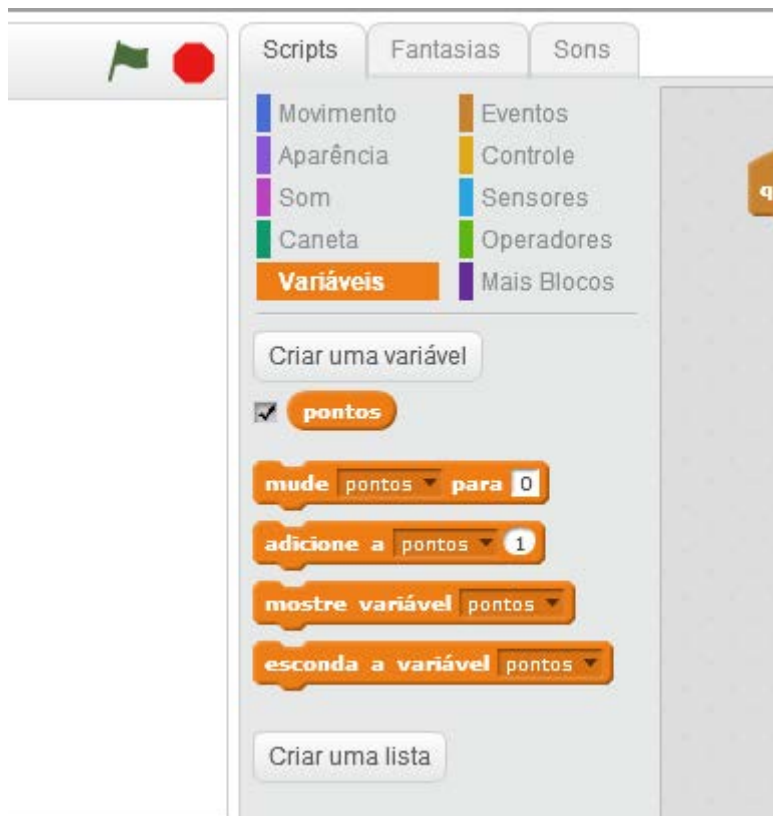 Scripts Fantasias Sons
Movimento Eventos
Aparência Controle
Som Sensores
Caneta Operadores
Variáveis Mais Blocos
Criar uma variável
pontos
mude pontos para 0
adicione a pontos 1
mostre variável pontos
esconda a variável pontos
Criar uma lista